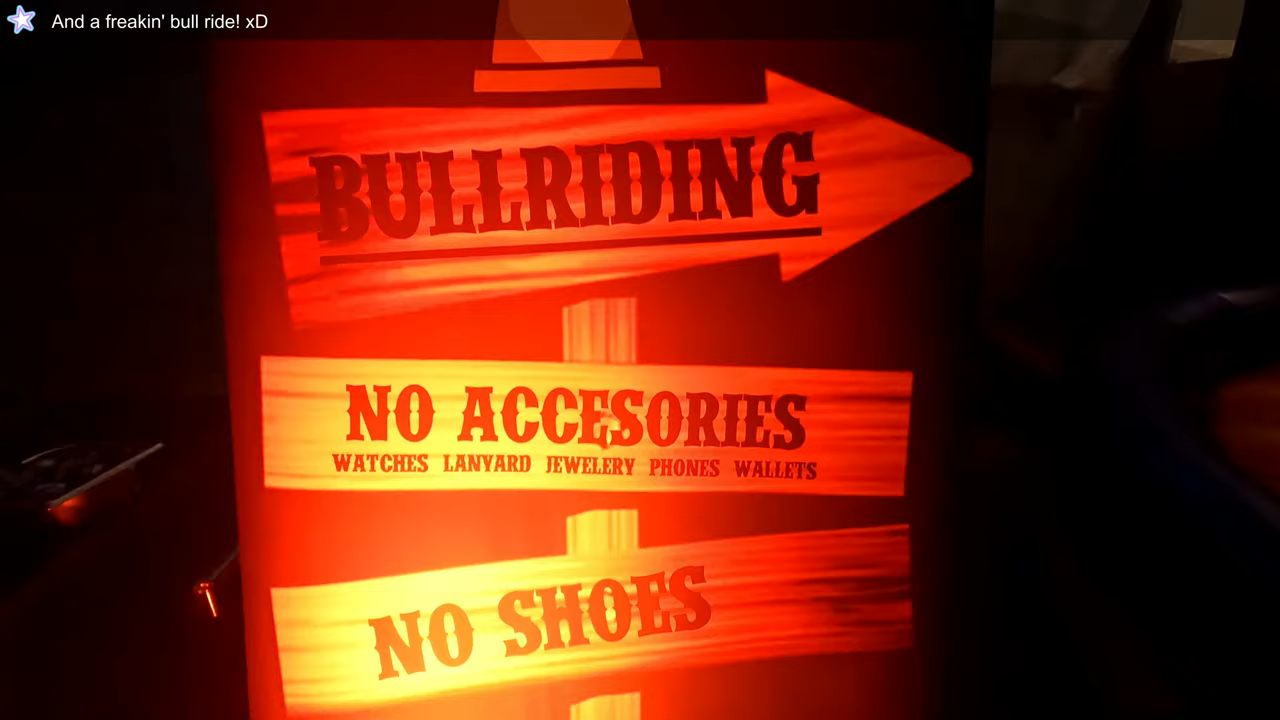 And a freakin' bull ride! xD
BULLRIDING
NO ACCESORIES
WATCHES LANYARD JEWELERY PHONES WALLETS
NO SHOES